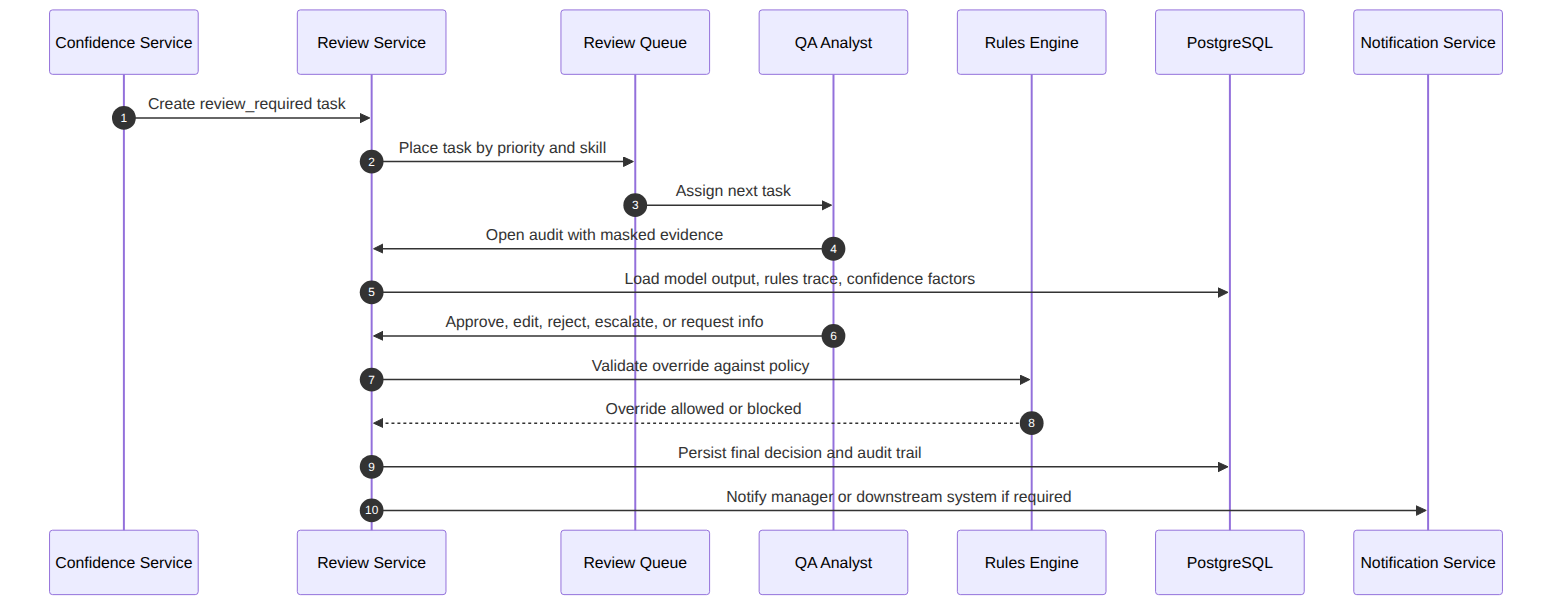 Confidence Service
Review Service
Review Queue
QA Analyst
Rules Engine
PostgreSQL
Notification Service
Create review_required task
1
Place task by priority and skill
2
Assign next task
3
Open audit with masked evidence
4
Load model output, rules trace, confidence factors
5
Approve, edit, reject, escalate, or request info
6
Validate override against policy
7
Override allowed or blocked
8
Persist final decision and audit trail
9
Notify manager or downstream system if required
10
Confidence Service
Review Service
Review Queue
QA Analyst
Rules Engine
PostgreSQL
Notification Service